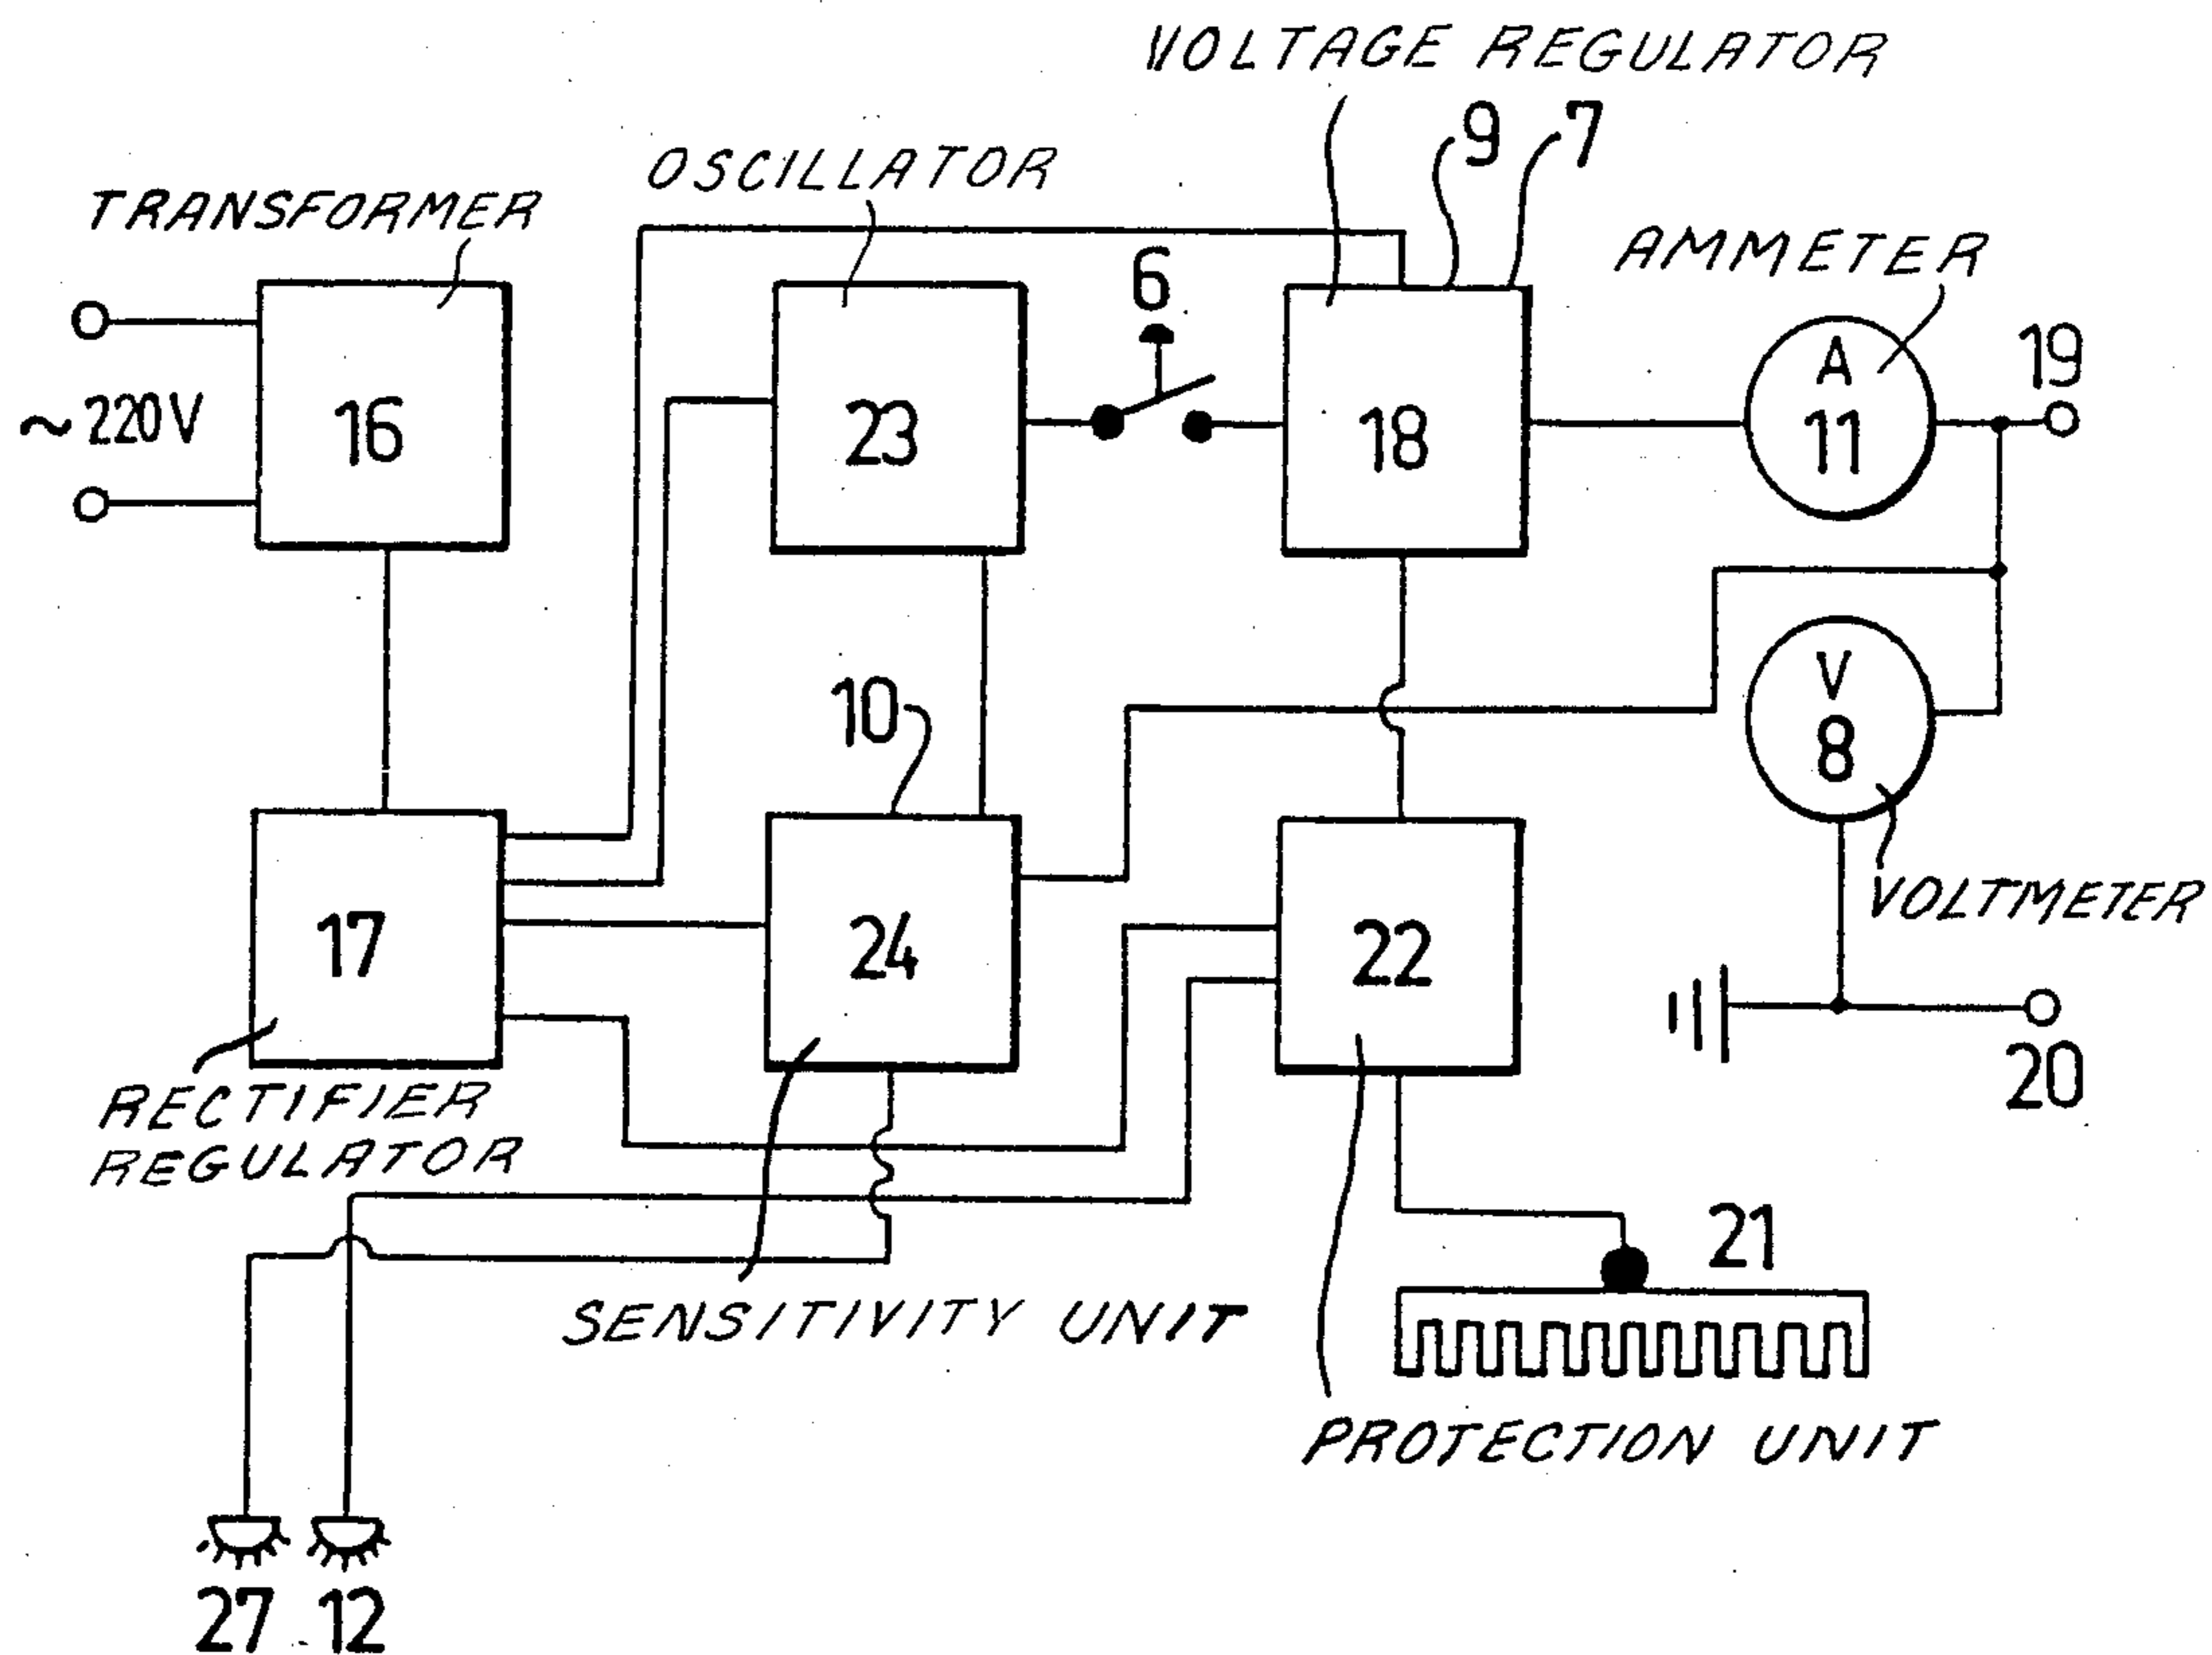 VOLTAGE REGULATOR
9 7
OSCILLATOR
TRANSFORMER
AMMETER
6
19
A
11
~220V
16
23
18
10
V
8
VOLTMETER
17
24
22
20
RECTIFIER
REGULATOR
21
SENSITIVITY UNIT
PROTECTION UNIT
27 12